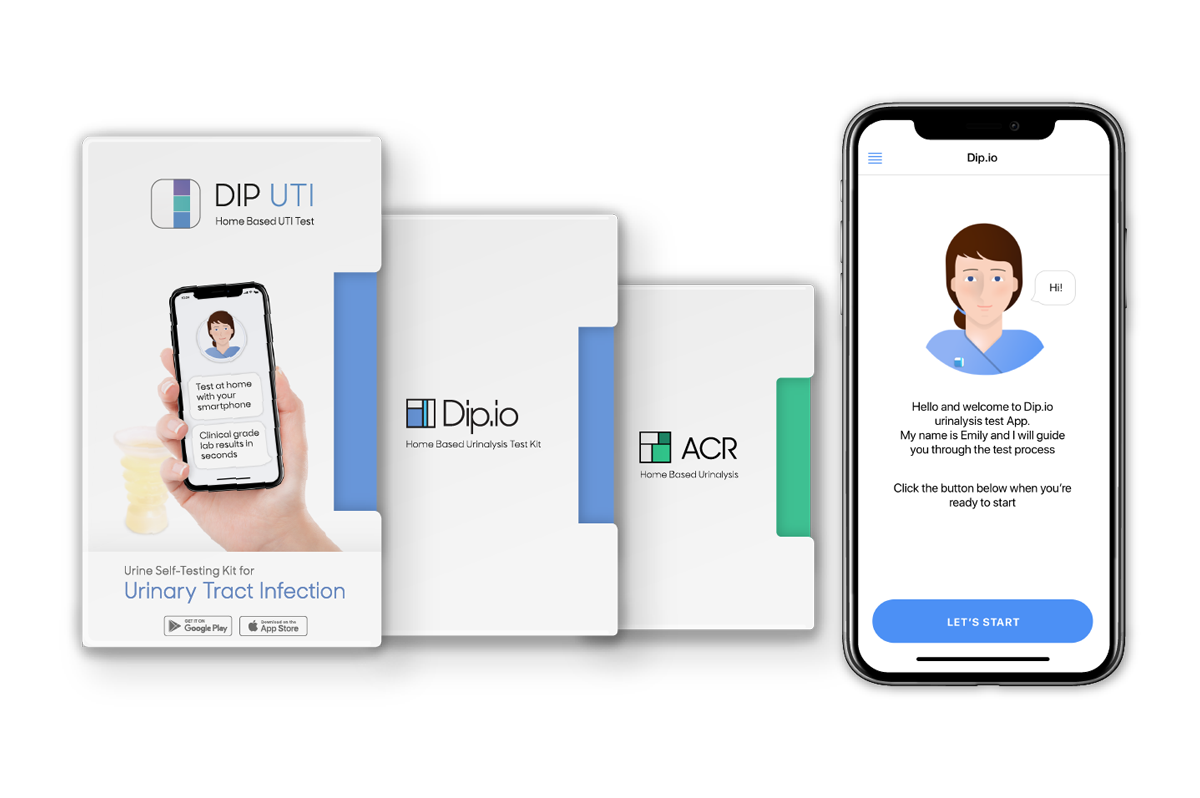 DIP UTI
Home Based UTI Test
Test at home
with your
smartphone
Clinical grade
lab results in
seconds
Urine Self-Testing Kit for
Urinary Tract Infection
GET IT ON
Google Play
Download on the
App Store
Dip.io
Home Based Urinalysis Test Kit
ACR
Home Based Urinalysis
Dip.io
Hi!
Hello and welcome to Dip.io
urinalysis test App.
My name is Emily and I will guide
you through the test process
Click the button below when you're
ready to start
LET'S START